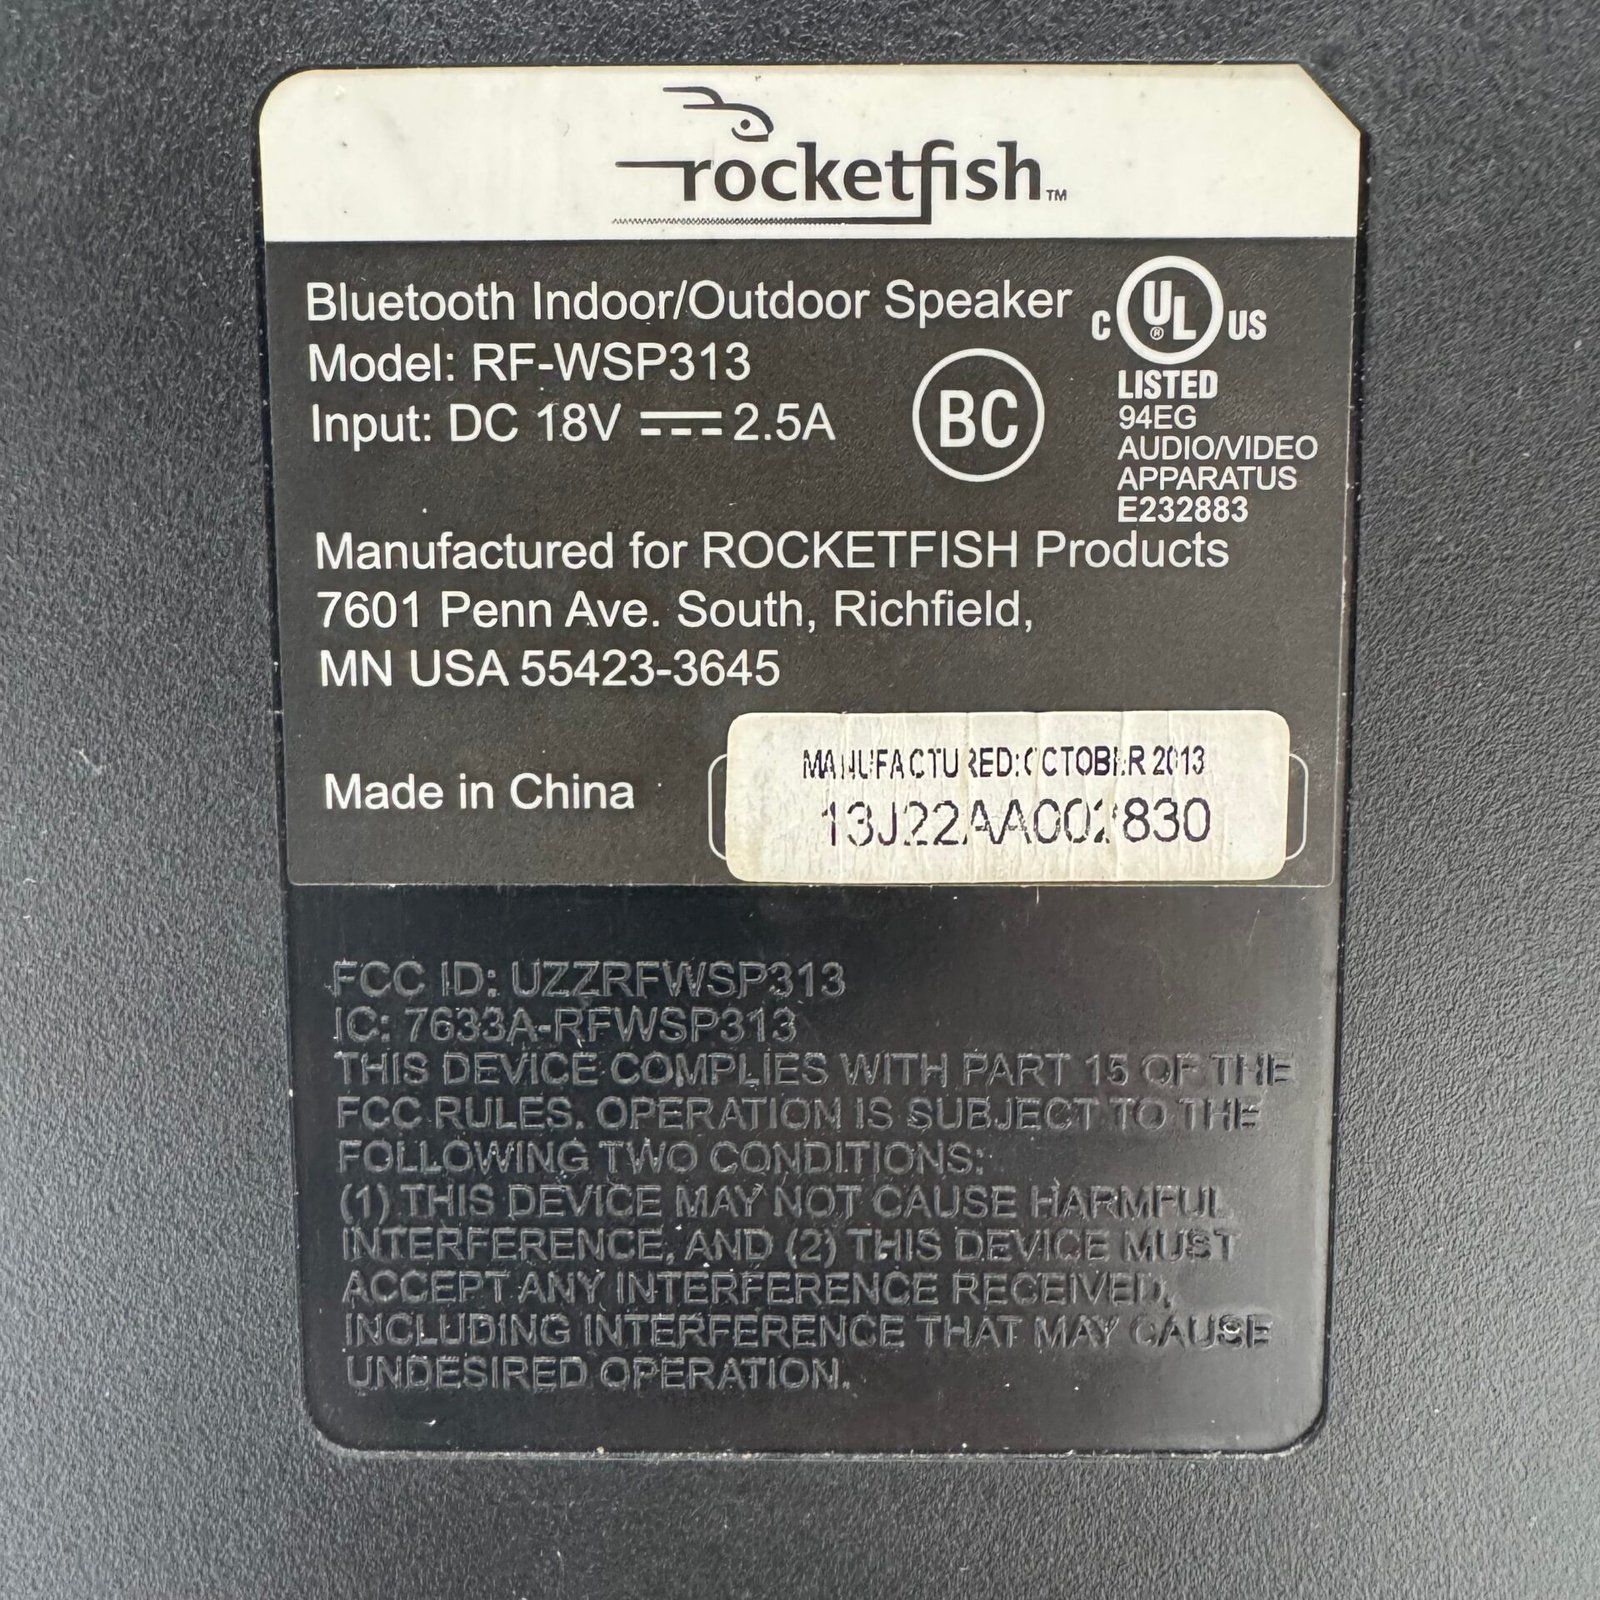 rocketfish™
Bluetooth Indoor/Outdoor Speaker
Model: RF-WSP313
Input: DC 18V ⎓ 2.5A
BC
C UL® US
LISTED
94EG
AUDIO/VIDEO
APPARATUS
E232883
Manufactured for ROCKETFISH Products
7601 Penn Ave. South, Richfield,
MN USA 55423-3645
Made in China
MANUFACTURED: OCTOBER 2013
FCC ID: UZZRFWSP313
IC: 7633A-RFWSP313
THIS DEVICE COMPLIES WITH PART 15 OF THE
FCC RULES. OPERATION IS SUBJECT TO THE
FOLLOWING TWO CONDITIONS:
(1) THIS DEVICE MAY NOT CAUSE HARMFUL
INTERFERENCE, AND (2) THIS DEVICE MUST
ACCEPT ANY INTERFERENCE RECEIVED,
INCLUDING INTERFERENCE THAT MAY CAUSE
UNDESIRED OPERATION.